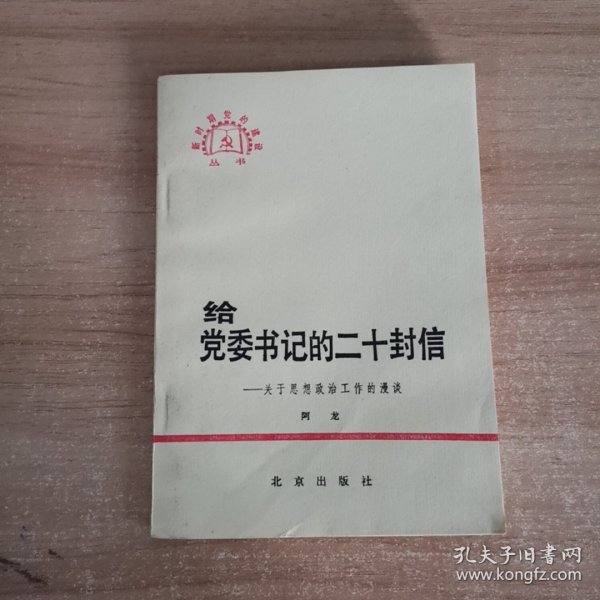 新时期党的建设
丛书
给
党委书记的二十封信
——关于思想政治工作的漫谈
阿龙
北京出版社
孔夫子旧书网
www.kongfz.com